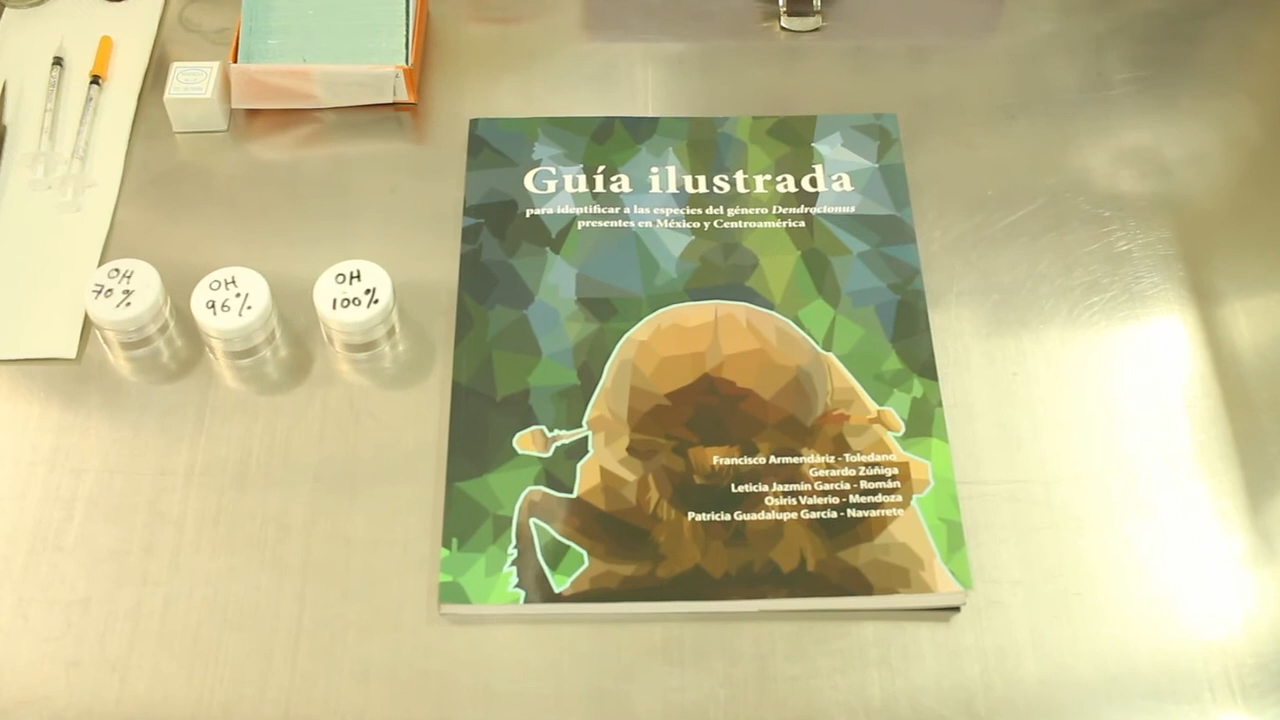 OH
70%
OH
96%
OH
100%
Guía ilustrada
para identificar a las especies del género Dendroctonus
presentes en México y Centroamérica
Francisco Armendáriz - Toledano
Gerardo Zúñiga
Leticia Jazmín García - Román
Osiris Valerio - Mendoza
Patricia Guadalupe García - Navarrete